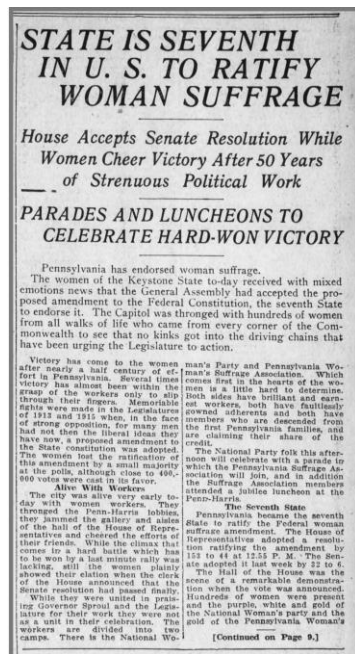 STATE IS SEVENTH
IN U. S. TO RATIFY
WOMAN SUFFRAGE
House Accepts Senate Resolution While
Women Cheer Victory After 50 Years
of Strenuous Political Work
PARADES AND LUNCHEONS TO
CELEBRATE HARD-WON VICTORY
Pennsylvania has endorsed woman suffrage.
The women of the Keystone State to-day received with mixed
emotions news that the General Assembly had accepted the pro-
posed amendment to the Federal Constitution, the seventh State
to endorse it. The Capitol was thronged with hundreds of women
from all walks of life who came from every corner of the Com-
monwealth to see that no kinks got into the driving chains that
have been urging the Legislature to action.
Victory has come to the women
after nearly a half century of ef-
fort in Pennsylvania. Several times
victory has almost been within the
grasp of the workers only to slip
through their fingers. Memorable
fights were made in the Legislatures
of 1913 and 1915 when, in the face
of strong opposition, for many men
had not then the liberal ideas they
have now, a proposed amendment to
the State constitution was adopted.
The women lost the ratification of
this amendment by a small majority
at the polls, although close to 400,-
000 votes were cast in its favor.
Alive With Workers
The city was alive very early to-
day with women workers. They
thronged the Penn-Harris lobbies,
they jammed the gallery and aisles
of the hall of the House of Repre-
sentatives and cheered the efforts of
their friends. While the climax that
comes in a hard battle which has
to be won by a last minute rally was
lacking, still the women plainly
showed their elation when the clerk
of the House announced that the
Senate resolution had passed finally.
While they were united in prais-
ing Governor Sproul and the Legis-
lature for their work they were not
as a unit in their celebration. The
workers are divided into two
camps. There is the National Wo-
man's Party and Pennsylvania Wo-
man's Suffrage Association. Which
comes first in the hearts of the wo-
men is a little hard to determine.
Both sides have brilliant and earn-
est workers, both have faultlessly
gowned adherents and both have
members who are descended from
the first Pennsylvania families, and
are claiming their share of the
credit.
The National Party folk this after-
noon will celebrate with a parade in
which the Pennsylvania Suffrage As-
sociation will join, and in addition
the Suffrage Association members
attended a jubilee luncheon at the
Penn-Harris.
The Seventh State
Pennsylvania became the seventh
State to ratify the Federal woman
suffrage amendment. The House of
Representatives adopted a resolu-
tion ratifying the amendment by
153 to 44 at 12.55 P. M. The Sen-
ate adopted it last week by 32 to 6.
The Hall of the House was the
scene of a remarkable demonstra-
tion when the vote was announced.
Hundreds of women were present
and the purple, white and gold of
the National Woman's party and the
gold of the Pennsylvania Woman's
[Continued on Page 9.]